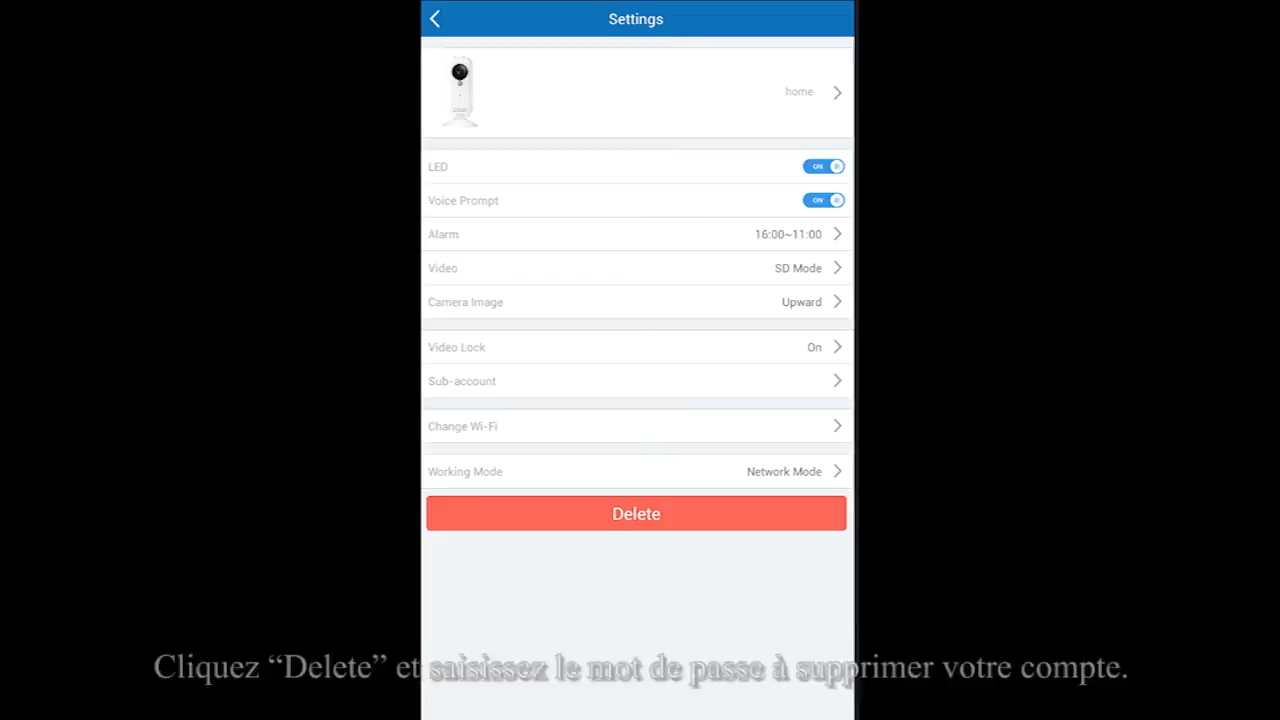 Settings
home
LED
ON
Voice Prompt
ON
Alarm 16:00~11:00
Video SD Mode
Camera Image Upward
Video Lock On
Sub-account
Change Wi-Fi
Working Mode Network Mode
Delete
Cliquez “Delete” et saisissez le mot de passe à supprimer votre compte.